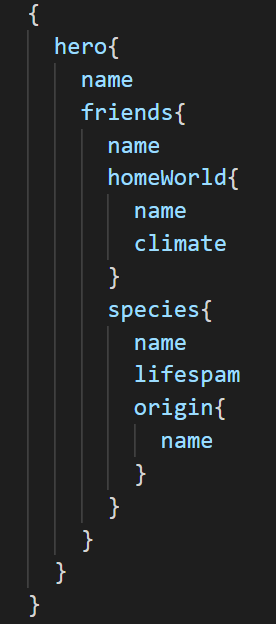 {
  hero{
    name
    friends{
      name
      homeWorld{
        name
        climate
      }
      species{
        name
        lifespam
        origin{
          name
        }
      }
    }
  }
}